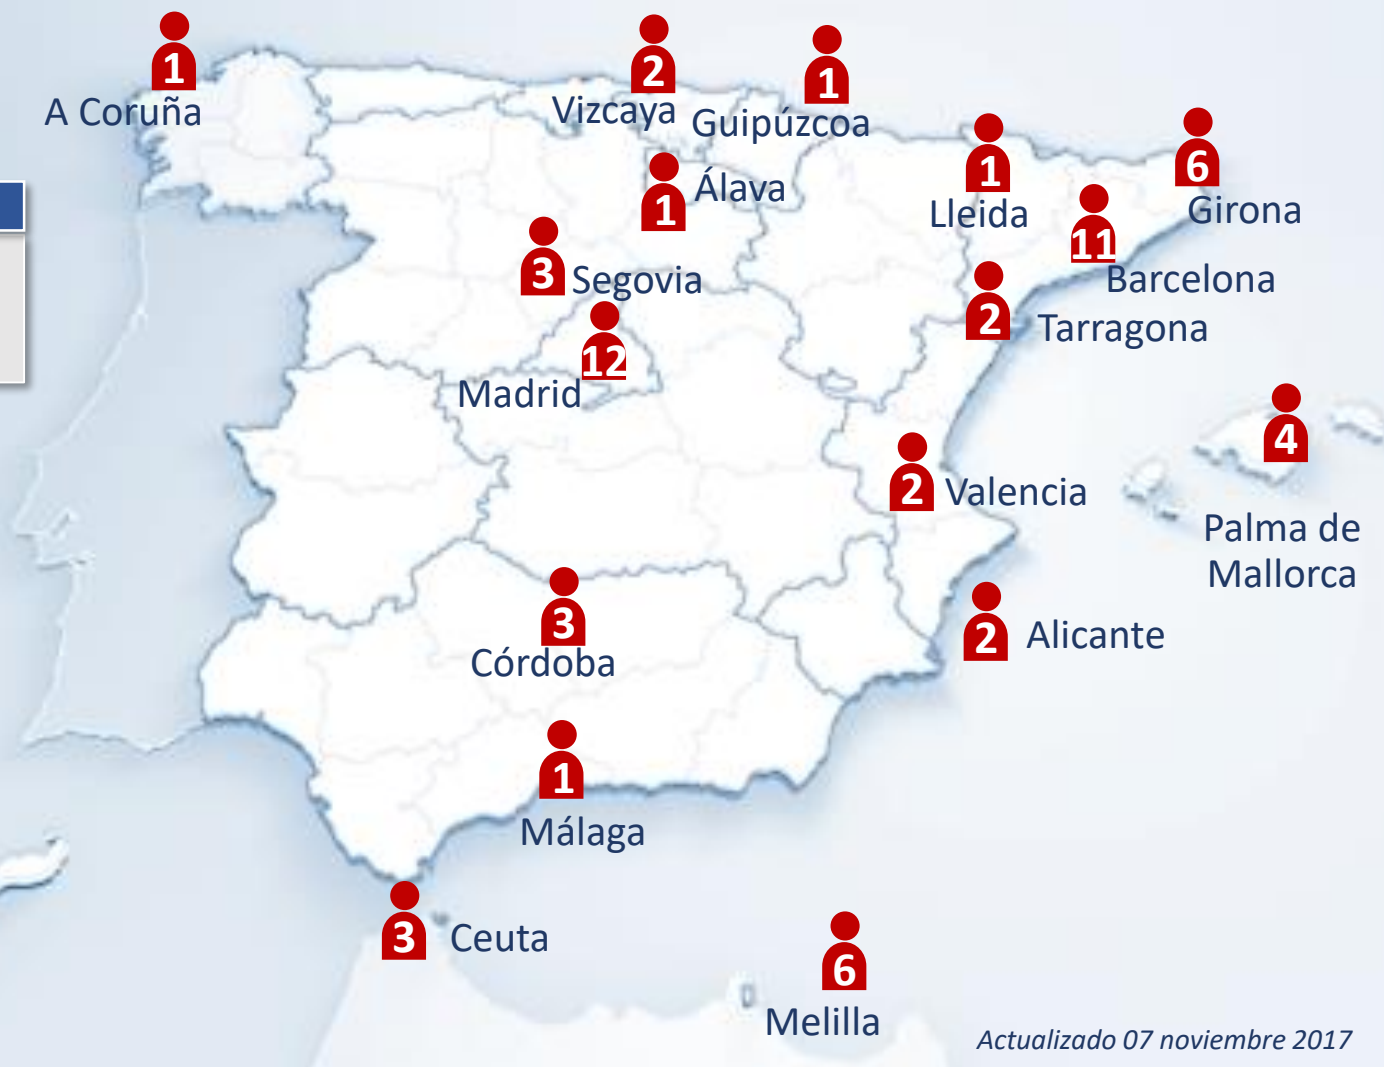 1
A Coruña
2
Vizcaya
1
Guipúzcoa
1
Álava
1
Lleida
6
Girona
11
Barcelona
3
Segovia
2
Tarragona
12
Madrid
4
Palma de
Mallorca
2
Valencia
3
Córdoba
2
Alicante
1
Málaga
3
Ceuta
6
Melilla
Actualizado 07 noviembre 2017